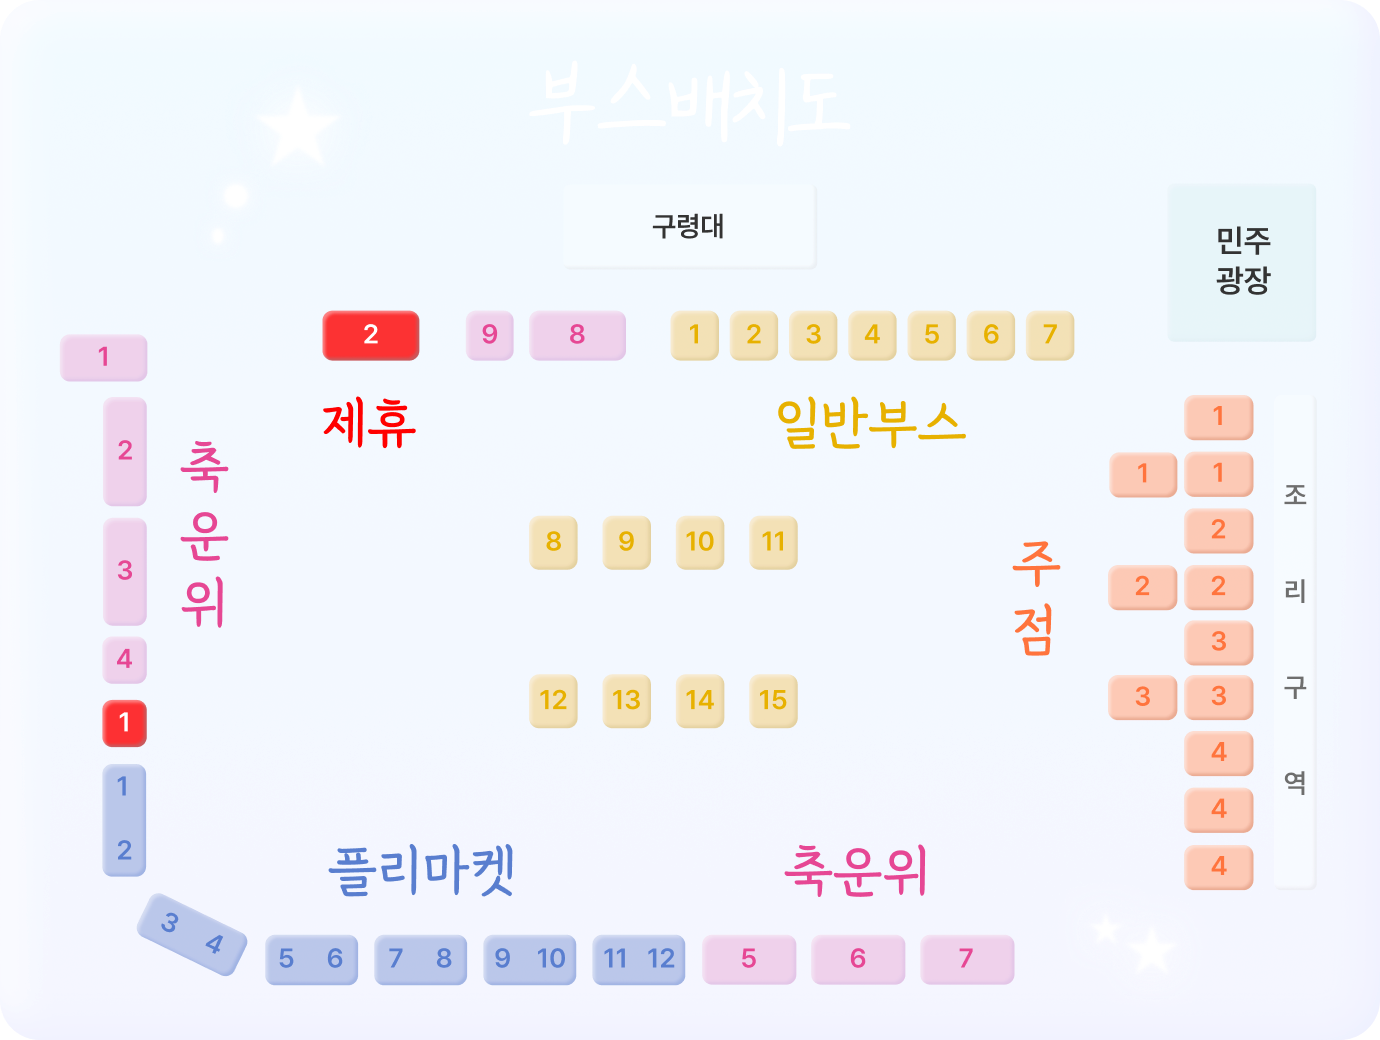 부스배치도
구령대
민주
광장
2 9 8 1 2 3 4 5 6 7
1
제휴
일반부스
2
3
4
1
1
2
3 4
축
운
위
8 9 10 11
12 13 14 15
주
점
1
1 1
2
2 2
3
3 3
4
4
4
조
리
구
역
플리마켓
축운위
5 6 7 8 9 10 11 12 5 6 7